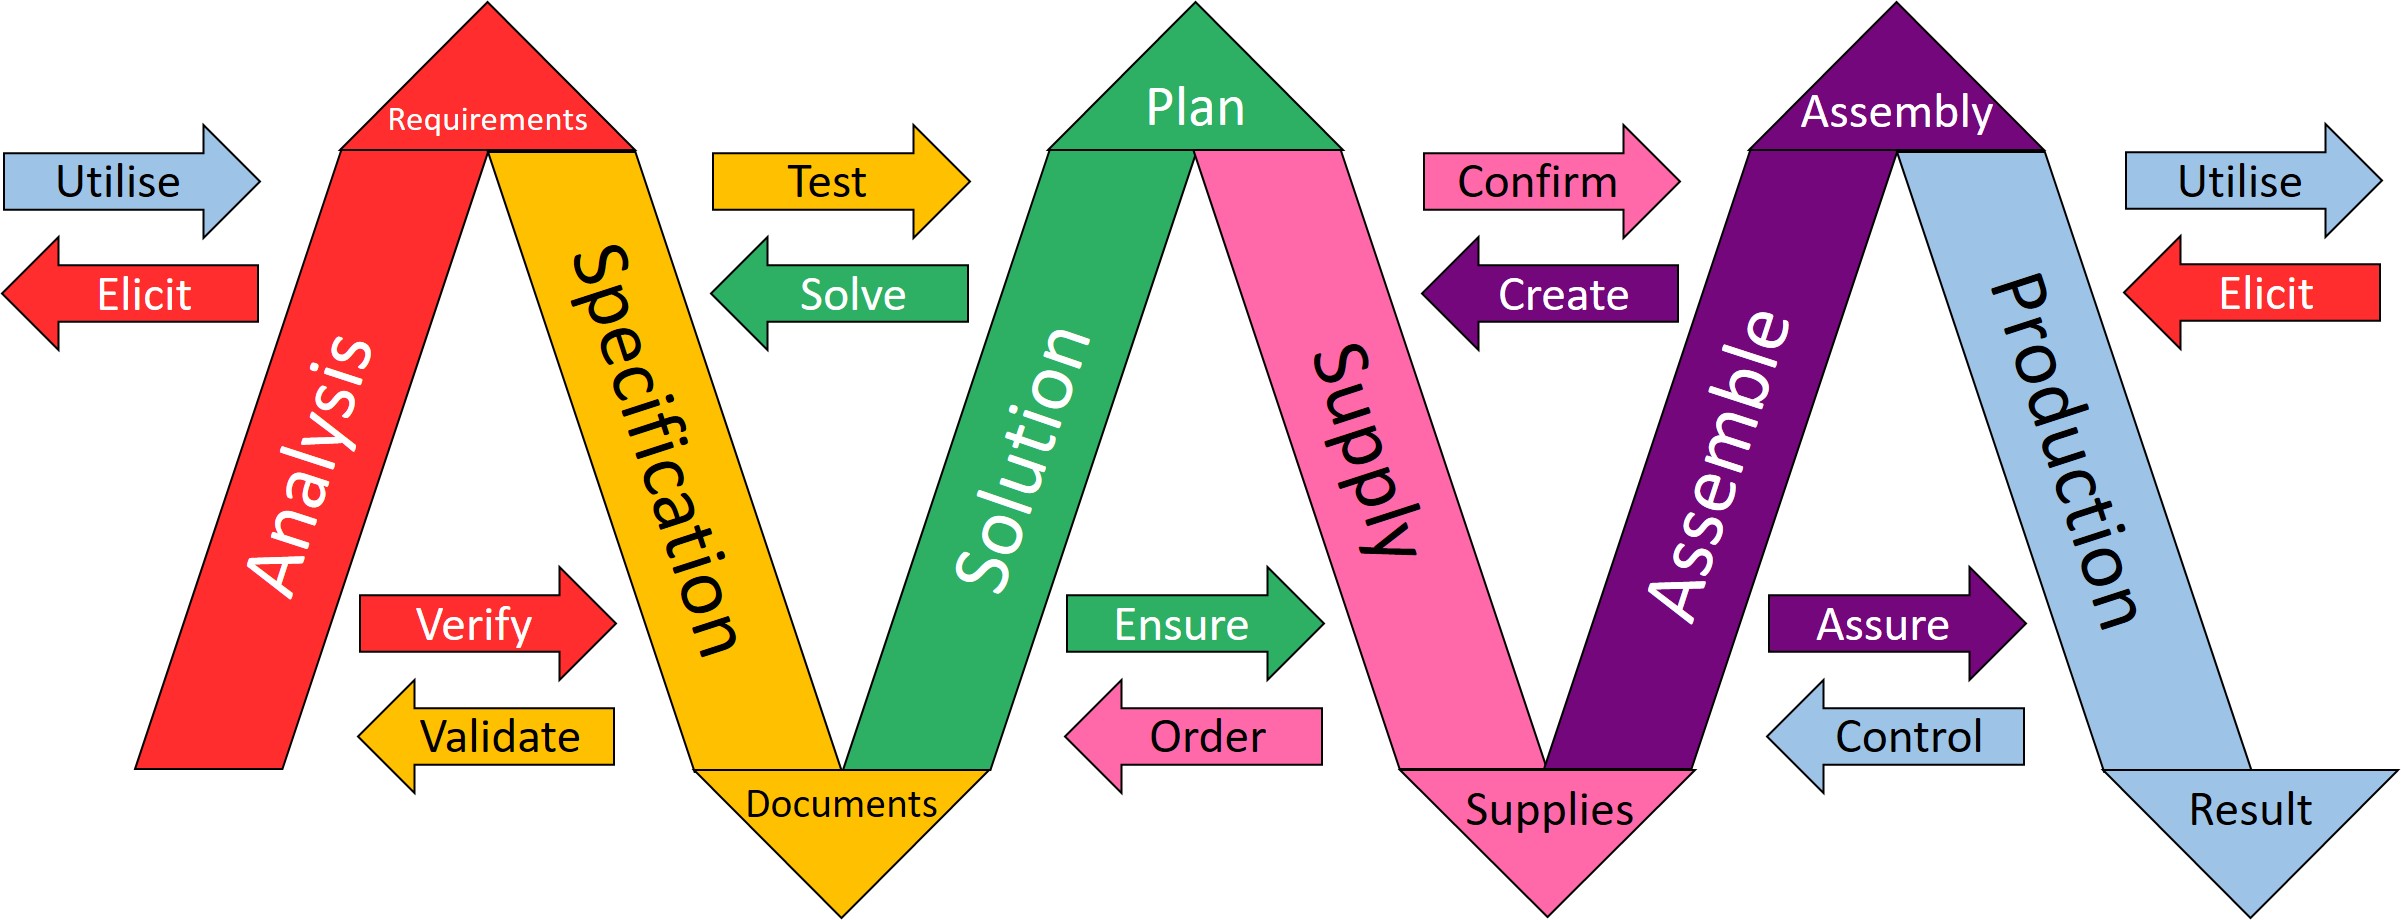 Requirements
Plan
Assembly
Utilise
Test
Confirm
Utilise
Elicit
Solve
Create
Elicit
Analysis
Specification
Solution
Supply
Assemble
Production
Verify
Ensure
Assure
Validate
Order
Control
Documents
Supplies
Result